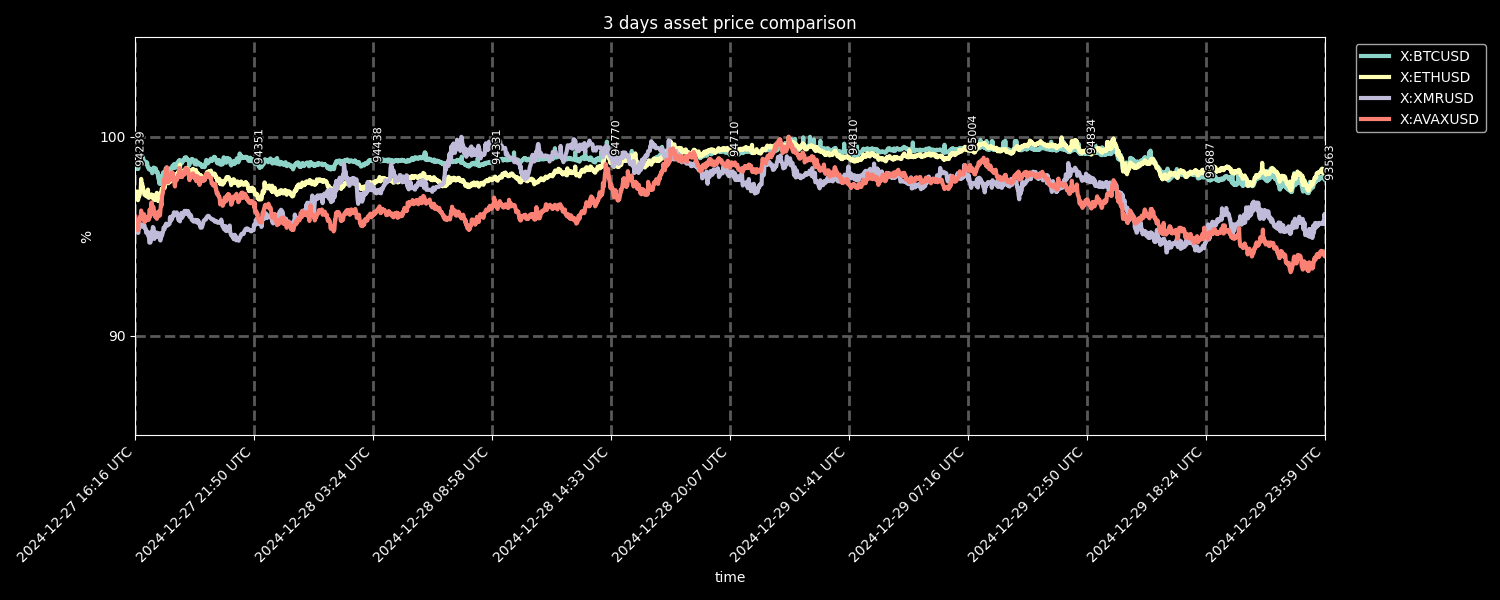 3 days asset price comparison
X:BTCUSD
X:ETHUSD
X:XMRUSD
X:AVAXUSD
100
90
%
94239
94351
94438
94331
94770
94710
94810
95004
94834
93687
93563
2024-12-27 16:16 UTC
2024-12-27 21:50 UTC
2024-12-28 03:24 UTC
2024-12-28 08:58 UTC
2024-12-28 14:33 UTC
2024-12-28 20:07 UTC
2024-12-29 01:41 UTC
2024-12-29 07:16 UTC
2024-12-29 12:50 UTC
2024-12-29 18:24 UTC
2024-12-29 23:59 UTC
time